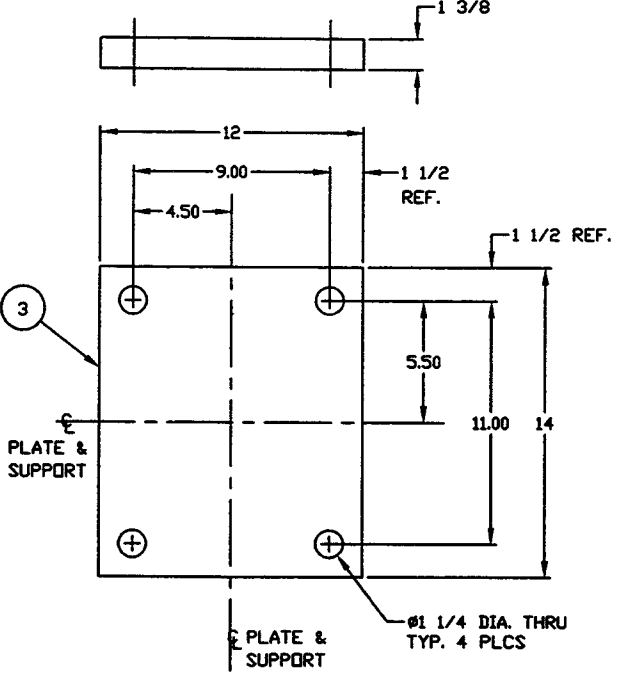 1 3/8
12
9.00
1 1/2
REF.
4.50
1 1/2 REF.
3
5.50
11.00
14
℄
PLATE &
SUPPORT
ø1 1/4 DIA. THRU
TYP. 4 PLCS
℄ PLATE &
SUPPORT